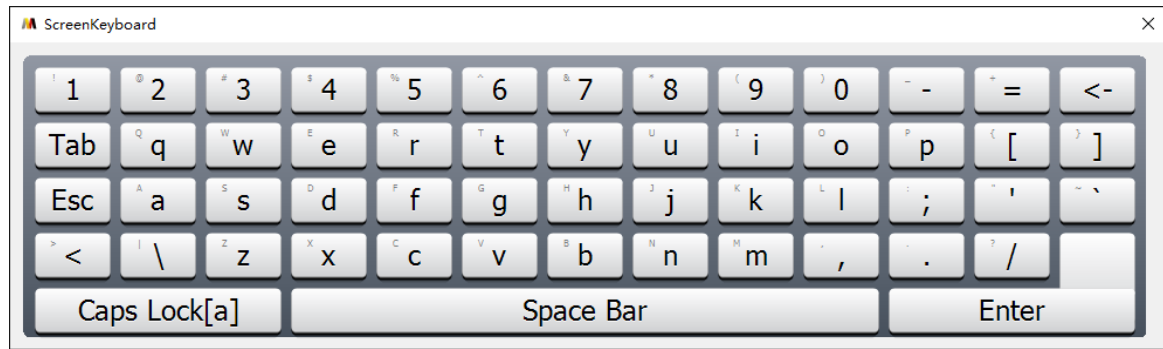 ScreenKeyboard
! 1 @ 2 # 3 $ 4 % 5 ^ 6 & 7 * 8 ( 9 ) 0 _ - + = <-
Tab Q q W w E e R r T t Y y U u I i O o P p { [ } ]
Esc A a S s D d F f G g H h J j K k L l : ; " ' ~ `
> < | \ Z z X x C c V v B b N n M m , , . . ? /
Caps Lock[a] Space Bar Enter